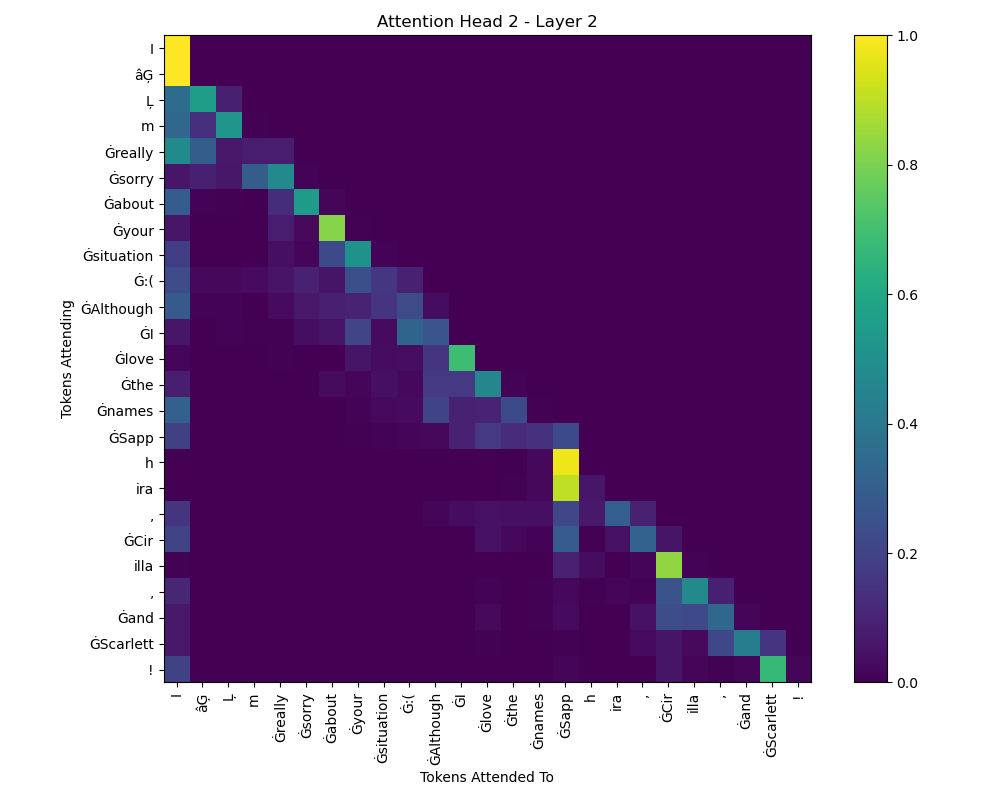 Attention Head 2 - Layer 2
I
âĢ
Ļ
m
Ġreally
Ġsorry
Ġabout
Ġyour
Ġsituation
Ġ:(
ĠAlthough
ĠI
Ġlove
Ġthe
Ġnames
ĠSapp
h
ira
,
ĠCir
illa
,
Ġand
ĠScarlett
!
Tokens Attending
I
âĢ
Ļ
m
Ġreally
Ġsorry
Ġabout
Ġyour
Ġsituation
Ġ:(
ĠAlthough
ĠI
Ġlove
Ġthe
Ġnames
ĠSapp
h
ira
,
ĠCir
illa
,
Ġand
ĠScarlett
!
Tokens Attended To
1.0
0.8
0.6
0.4
0.2
0.0